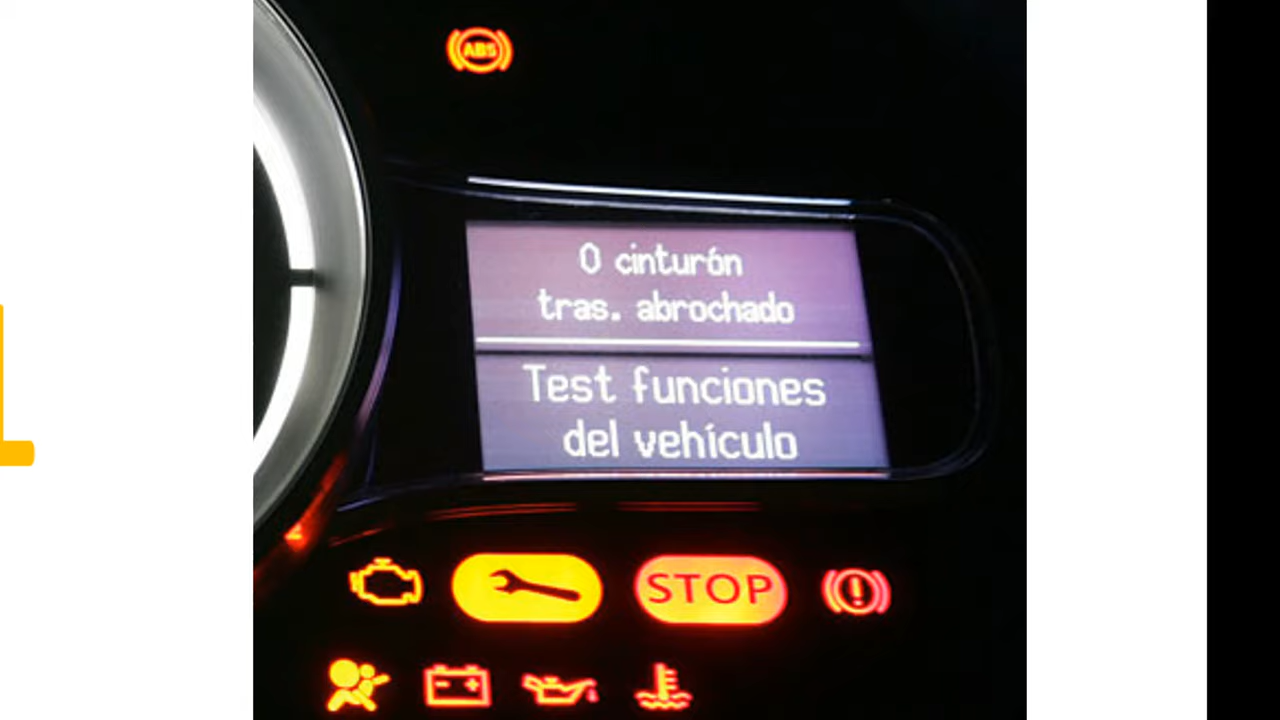 ABS
0 cinturón
tras. abrochado
Test funciones
del vehículo
STOP